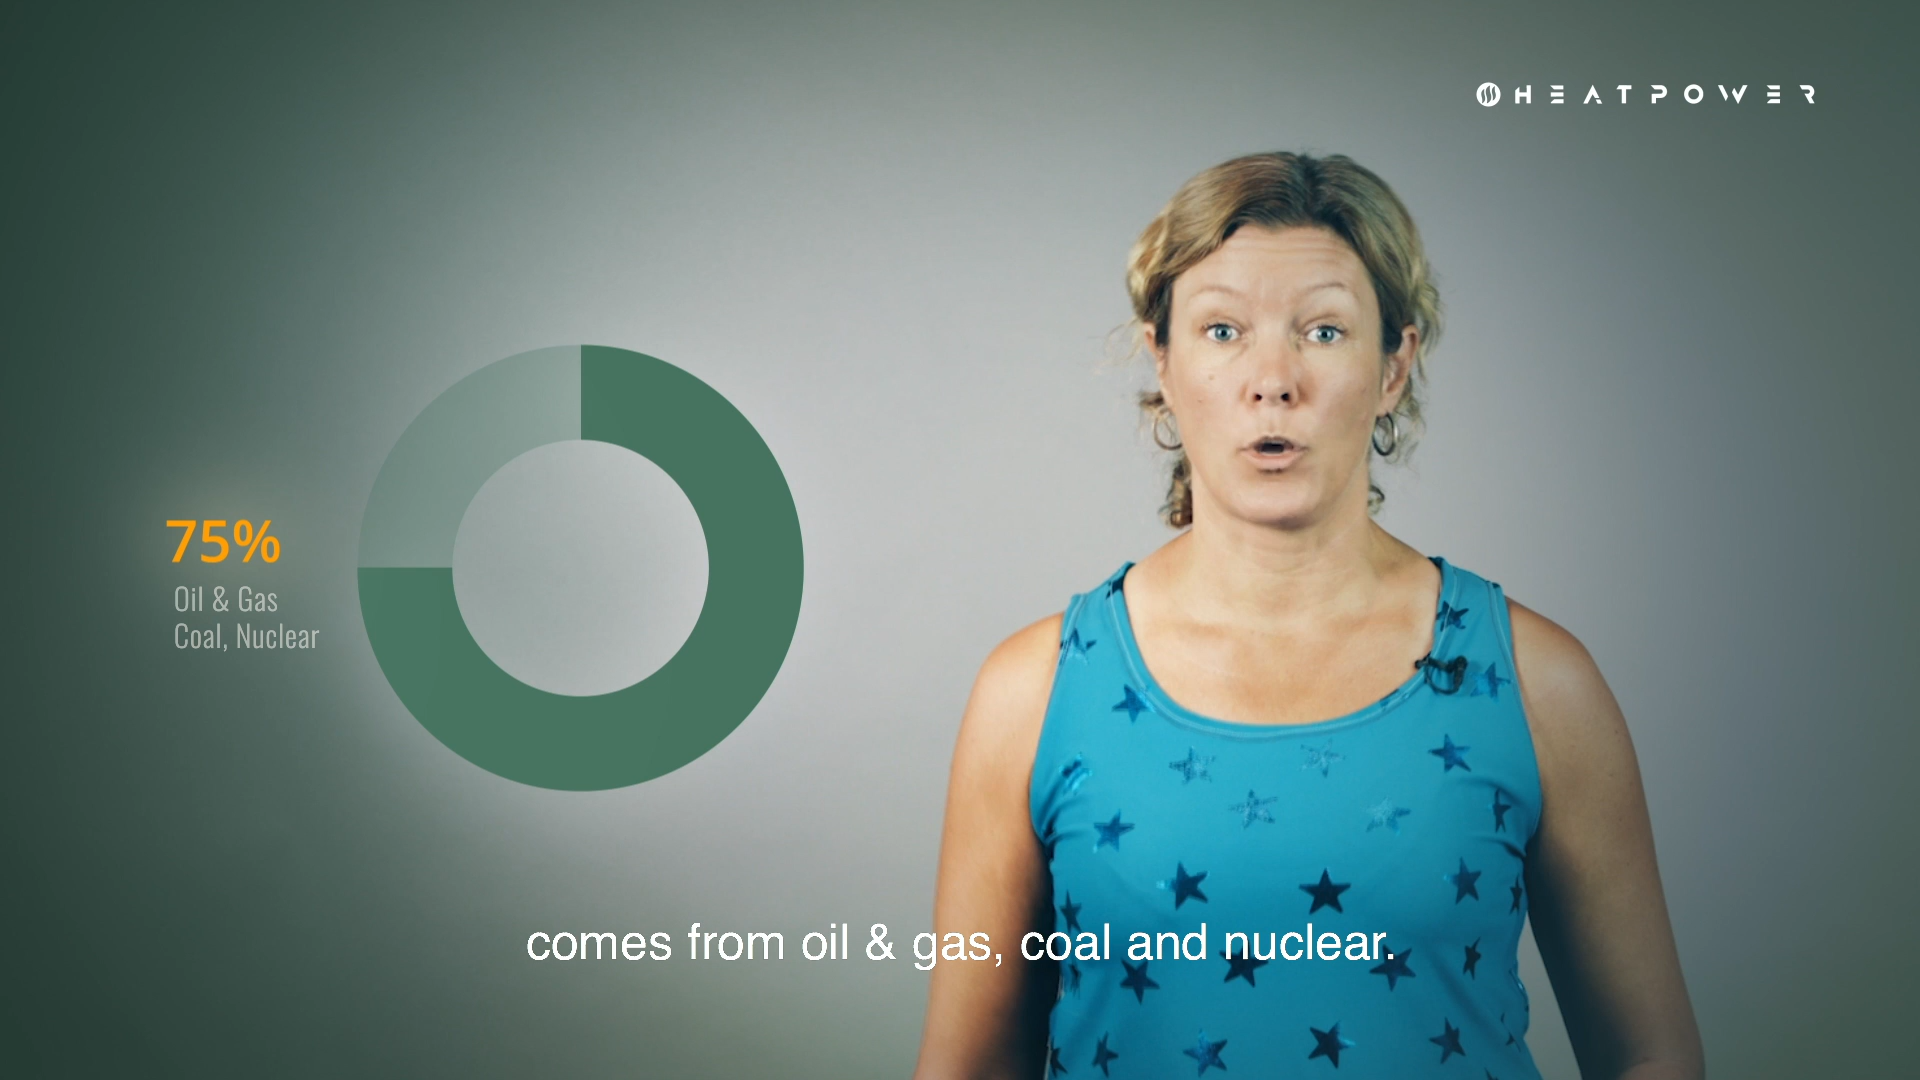 HEATPOWER
75%
Oil & Gas
Coal, Nuclear
comes from oil & gas, coal and nuclear.